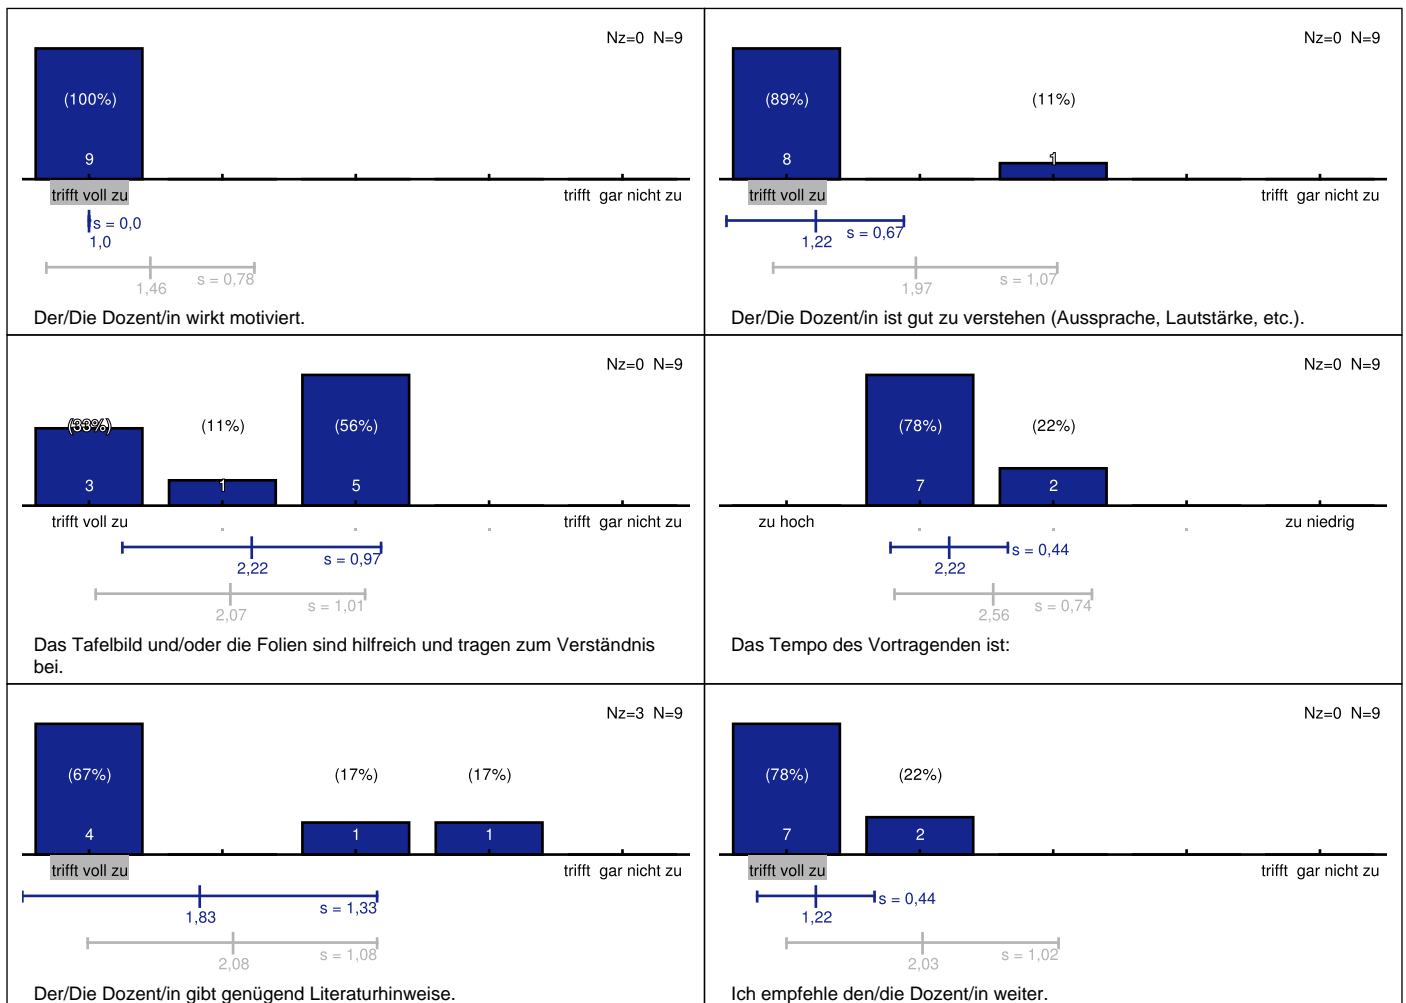 Nz=0 N=9
(100%)
9
trifft voll zu
trifft gar nicht zu
s = 0,0
1,0
s = 0,78
1,46
Der/Die Dozent/in wirkt motiviert.
Nz=0 N=9
(89%)
(11%)
8
1
trifft voll zu
trifft gar nicht zu
s = 0,67
1,22
s = 1,07
1,97
Der/Die Dozent/in ist gut zu verstehen (Aussprache, Lautstärke, etc.).
Nz=0 N=9
(33%)
(11%)
(56%)
3
1
5
trifft voll zu
.
.
.
trifft gar nicht zu
s = 0,97
2,22
s = 1,01
2,07
Das Tafelbild und/oder die Folien sind hilfreich und tragen zum Verständnis
bei.
Nz=0 N=9
(78%)
(22%)
7
2
zu hoch
.
.
.
zu niedrig
s = 0,44
2,22
s = 0,74
2,56
Das Tempo des Vortragenden ist:
Nz=3 N=9
(67%)
(17%)
(17%)
4
1
1
trifft voll zu
trifft gar nicht zu
s = 1,33
1,83
s = 1,08
2,08
Der/Die Dozent/in gibt genügend Literaturhinweise.
Nz=0 N=9
(78%)
(22%)
7
2
trifft voll zu
trifft gar nicht zu
s = 0,44
1,22
s = 1,02
2,03
Ich empfehle den/die Dozent/in weiter.